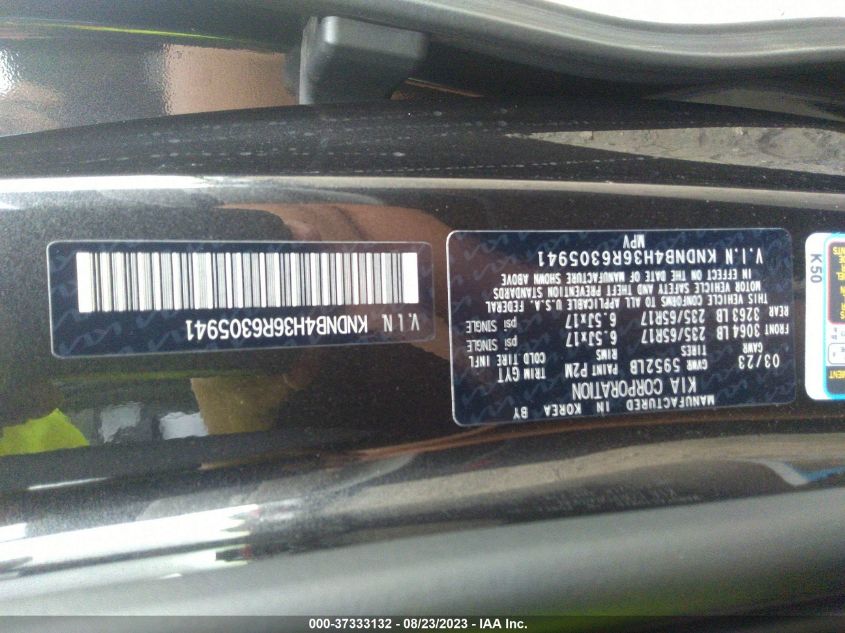 MANUFACTURED IN KOREA BY
KIA CORPORATION
03/23 GVWR 5952LB PAINT P2M TRIM GYT
GAWR TIRES RIMS COLD TIRE INFL
FRONT 3064 LB 235/65R17 6.5Jx17 psi SINGLE
REAR 3263 LB 235/65R17 6.5Jx17 psi SINGLE
THIS VEHICLE CONFORMS TO ALL APPLICABLE U.S.A. FEDERAL
MOTOR VEHICLE SAFETY AND THEFT PREVENTION STANDARDS
IN EFFECT ON THE DATE OF MANUFACTURE SHOWN ABOVE
V.I.N KNDNB4H36R6305941
MPV
V.I.N. KNDNB4H36R6305941
K50
000-37333132 - 08/23/2023 - IAA Inc.